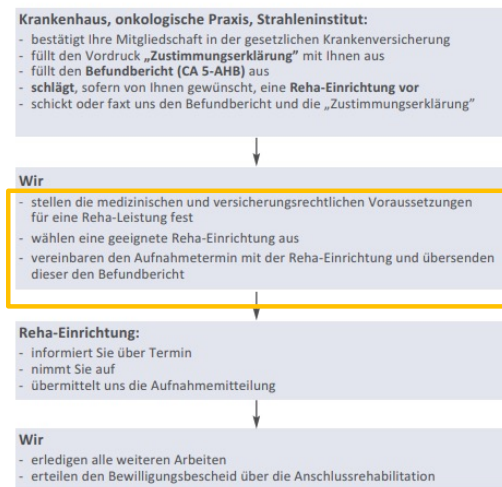 Krankenhaus, onkologische Praxis, Strahleninstitut:
- bestätigt Ihre Mitgliedschaft in der gesetzlichen Krankenversicherung
- füllt den Vordruck „Zustimmungserklärung" mit Ihnen aus
- füllt den Befundbericht (CA 5-AHB) aus
- schlägt, sofern von Ihnen gewünscht, eine Reha-Einrichtung vor
- schickt oder faxt uns den Befundbericht und die „Zustimmungserklärung"
Wir
- stellen die medizinischen und versicherungsrechtlichen Voraussetzungen
für eine Reha-Leistung fest
- wählen eine geeignete Reha-Einrichtung aus
- vereinbaren den Aufnahmetermin mit der Reha-Einrichtung und übersenden
dieser den Befundbericht
Reha-Einrichtung:
- informiert Sie über Termin
- nimmt Sie auf
- übermittelt uns die Aufnahmemitteilung
Wir
- erledigen alle weiteren Arbeiten
- erteilen den Bewilligungsbescheid über die Anschlussrehabilitation